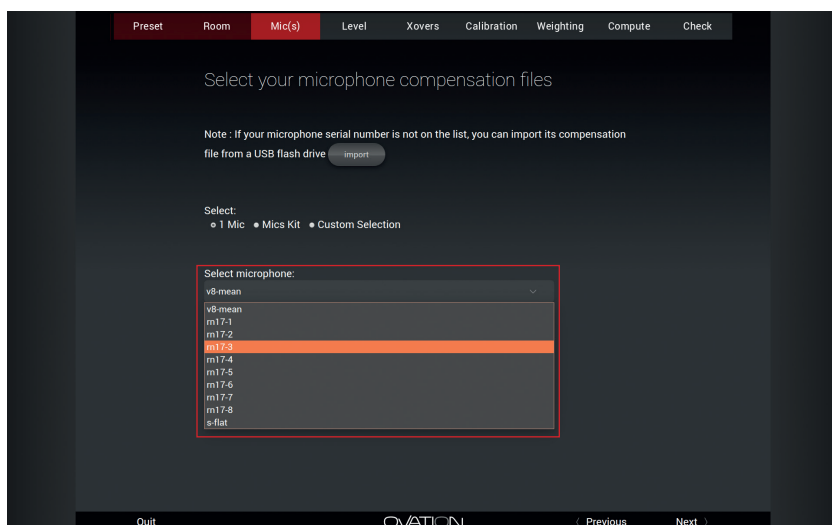 Preset Room Mic(s) Level Xovers Calibration Weighting Compute Check
Select your microphone compensation files
Note : If your microphone serial number is not on the list, you can import its compensation
file from a USB flash drive import
Select:
1 Mic Mics Kit Custom Selection
Select microphone:
v8-mean
v8-mean
rn17-1
rn17-2
rn17-3
rn17-4
rn17-5
rn17-6
rn17-7
rn17-8
s-flat
Quit OVATION Previous Next